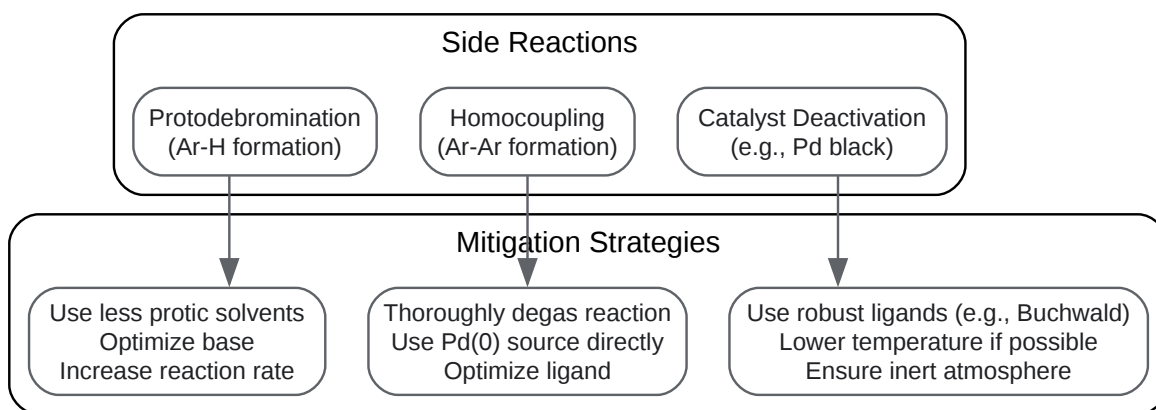 Side Reactions
Protodebromination
(Ar-H formation)
Homocoupling
(Ar-Ar formation)
Catalyst Deactivation
(e.g., Pd black)
Mitigation Strategies
Use less protic solvents
Optimize base
Increase reaction rate
Thoroughly degas reaction
Use Pd(0) source directly
Optimize ligand
Use robust ligands (e.g., Buchwald)
Lower temperature if possible
Ensure inert atmosphere